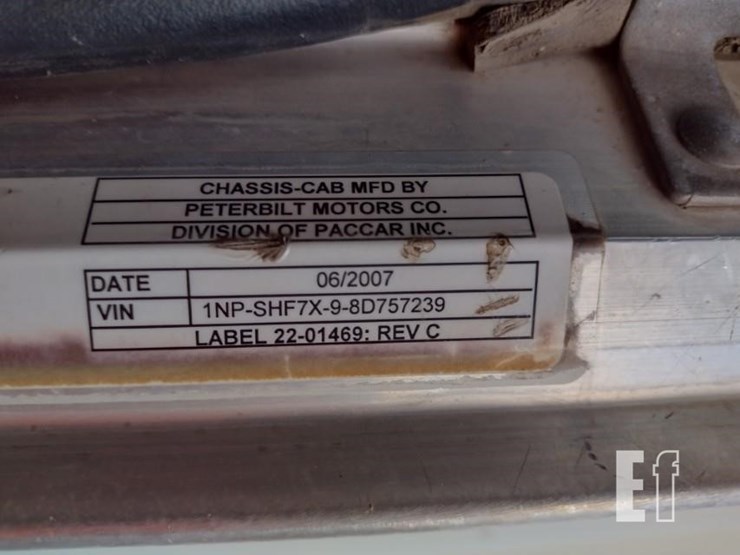 CHASSIS-CAB MFD BY
PETERBILT MOTORS CO.
DIVISION OF PACCAR INC.
DATE 06/2007
VIN 1NP-SHF7X-9-8D757239
LABEL 22-01469: REV C
Ef